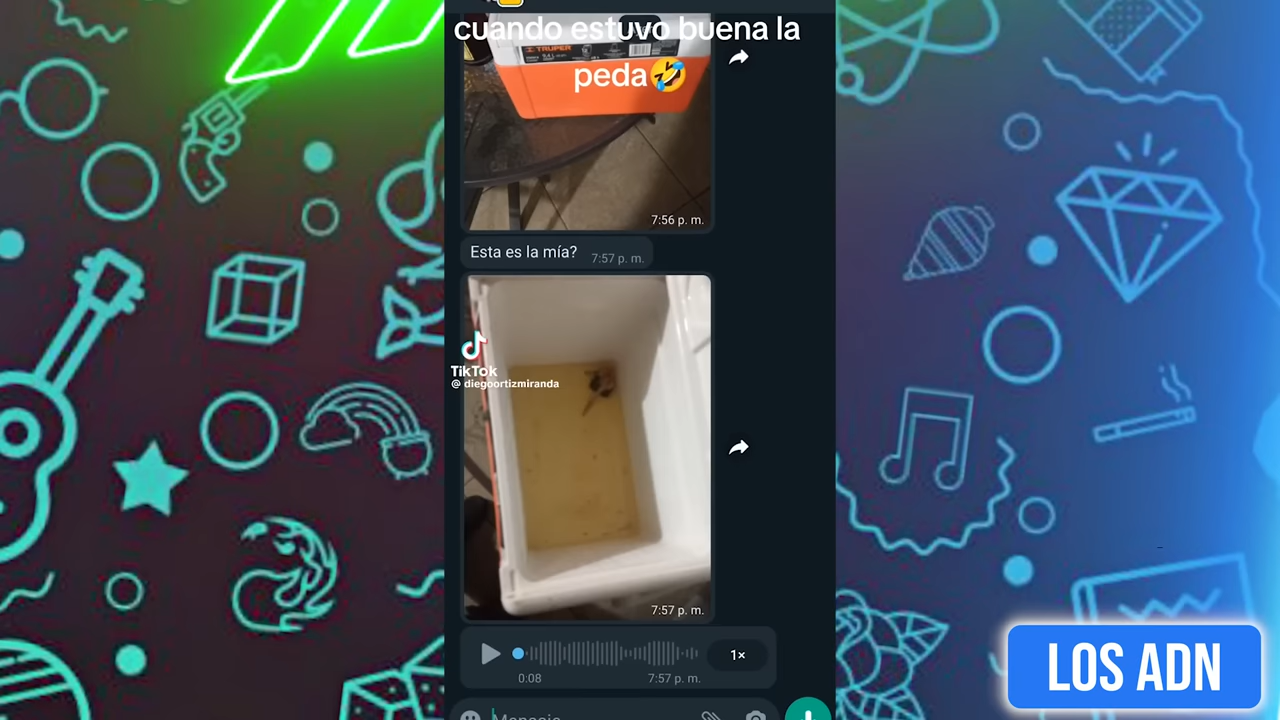 cuando estuvo buena la
peda🤣
TRUPER
7:56 p. m.
Esta es la mía?
7:57 p. m.
TikTok
@ diegoortizmiranda
7:57 p. m.
1×
0:08
7:57 p. m.
Mensaje
LOS ADN